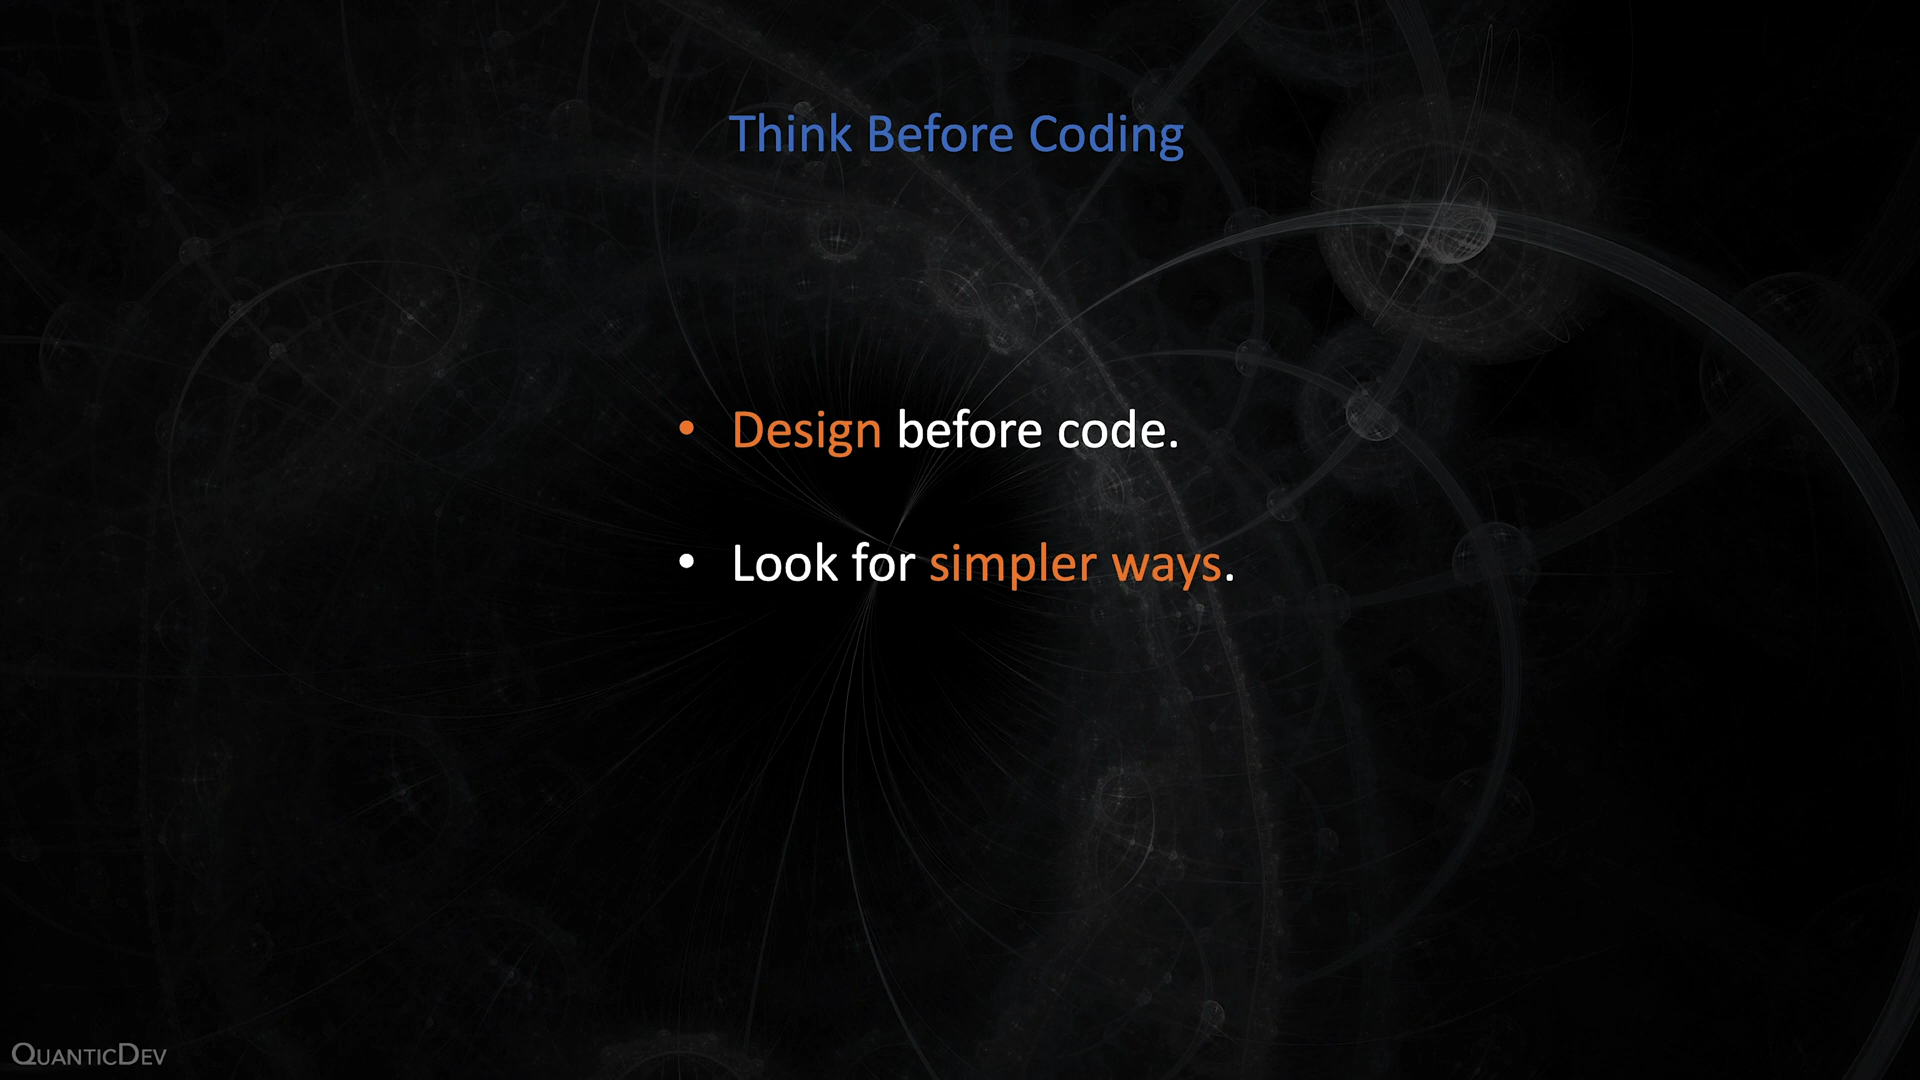 Think Before Coding
• Design before code.
• Look for simpler ways.
QuanticDev